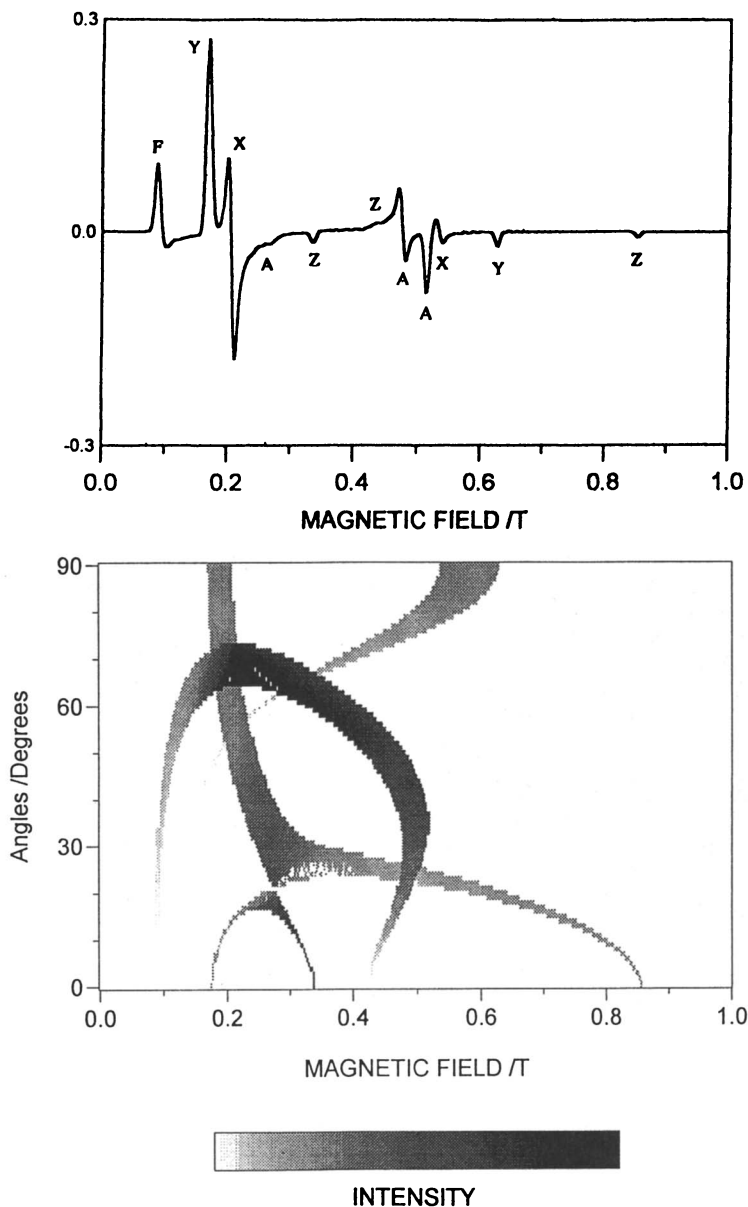 0.3
Y
F
X
Z
0.0
A
Z
A
X
Y
Z
A
-0.3
0.0 0.2 0.4 0.6 0.8 1.0
MAGNETIC FIELD /T
90
60
30
0
Angles /Degrees
0.0 0.2 0.4 0.6 0.8 1.0
MAGNETIC FIELD /T
INTENSITY